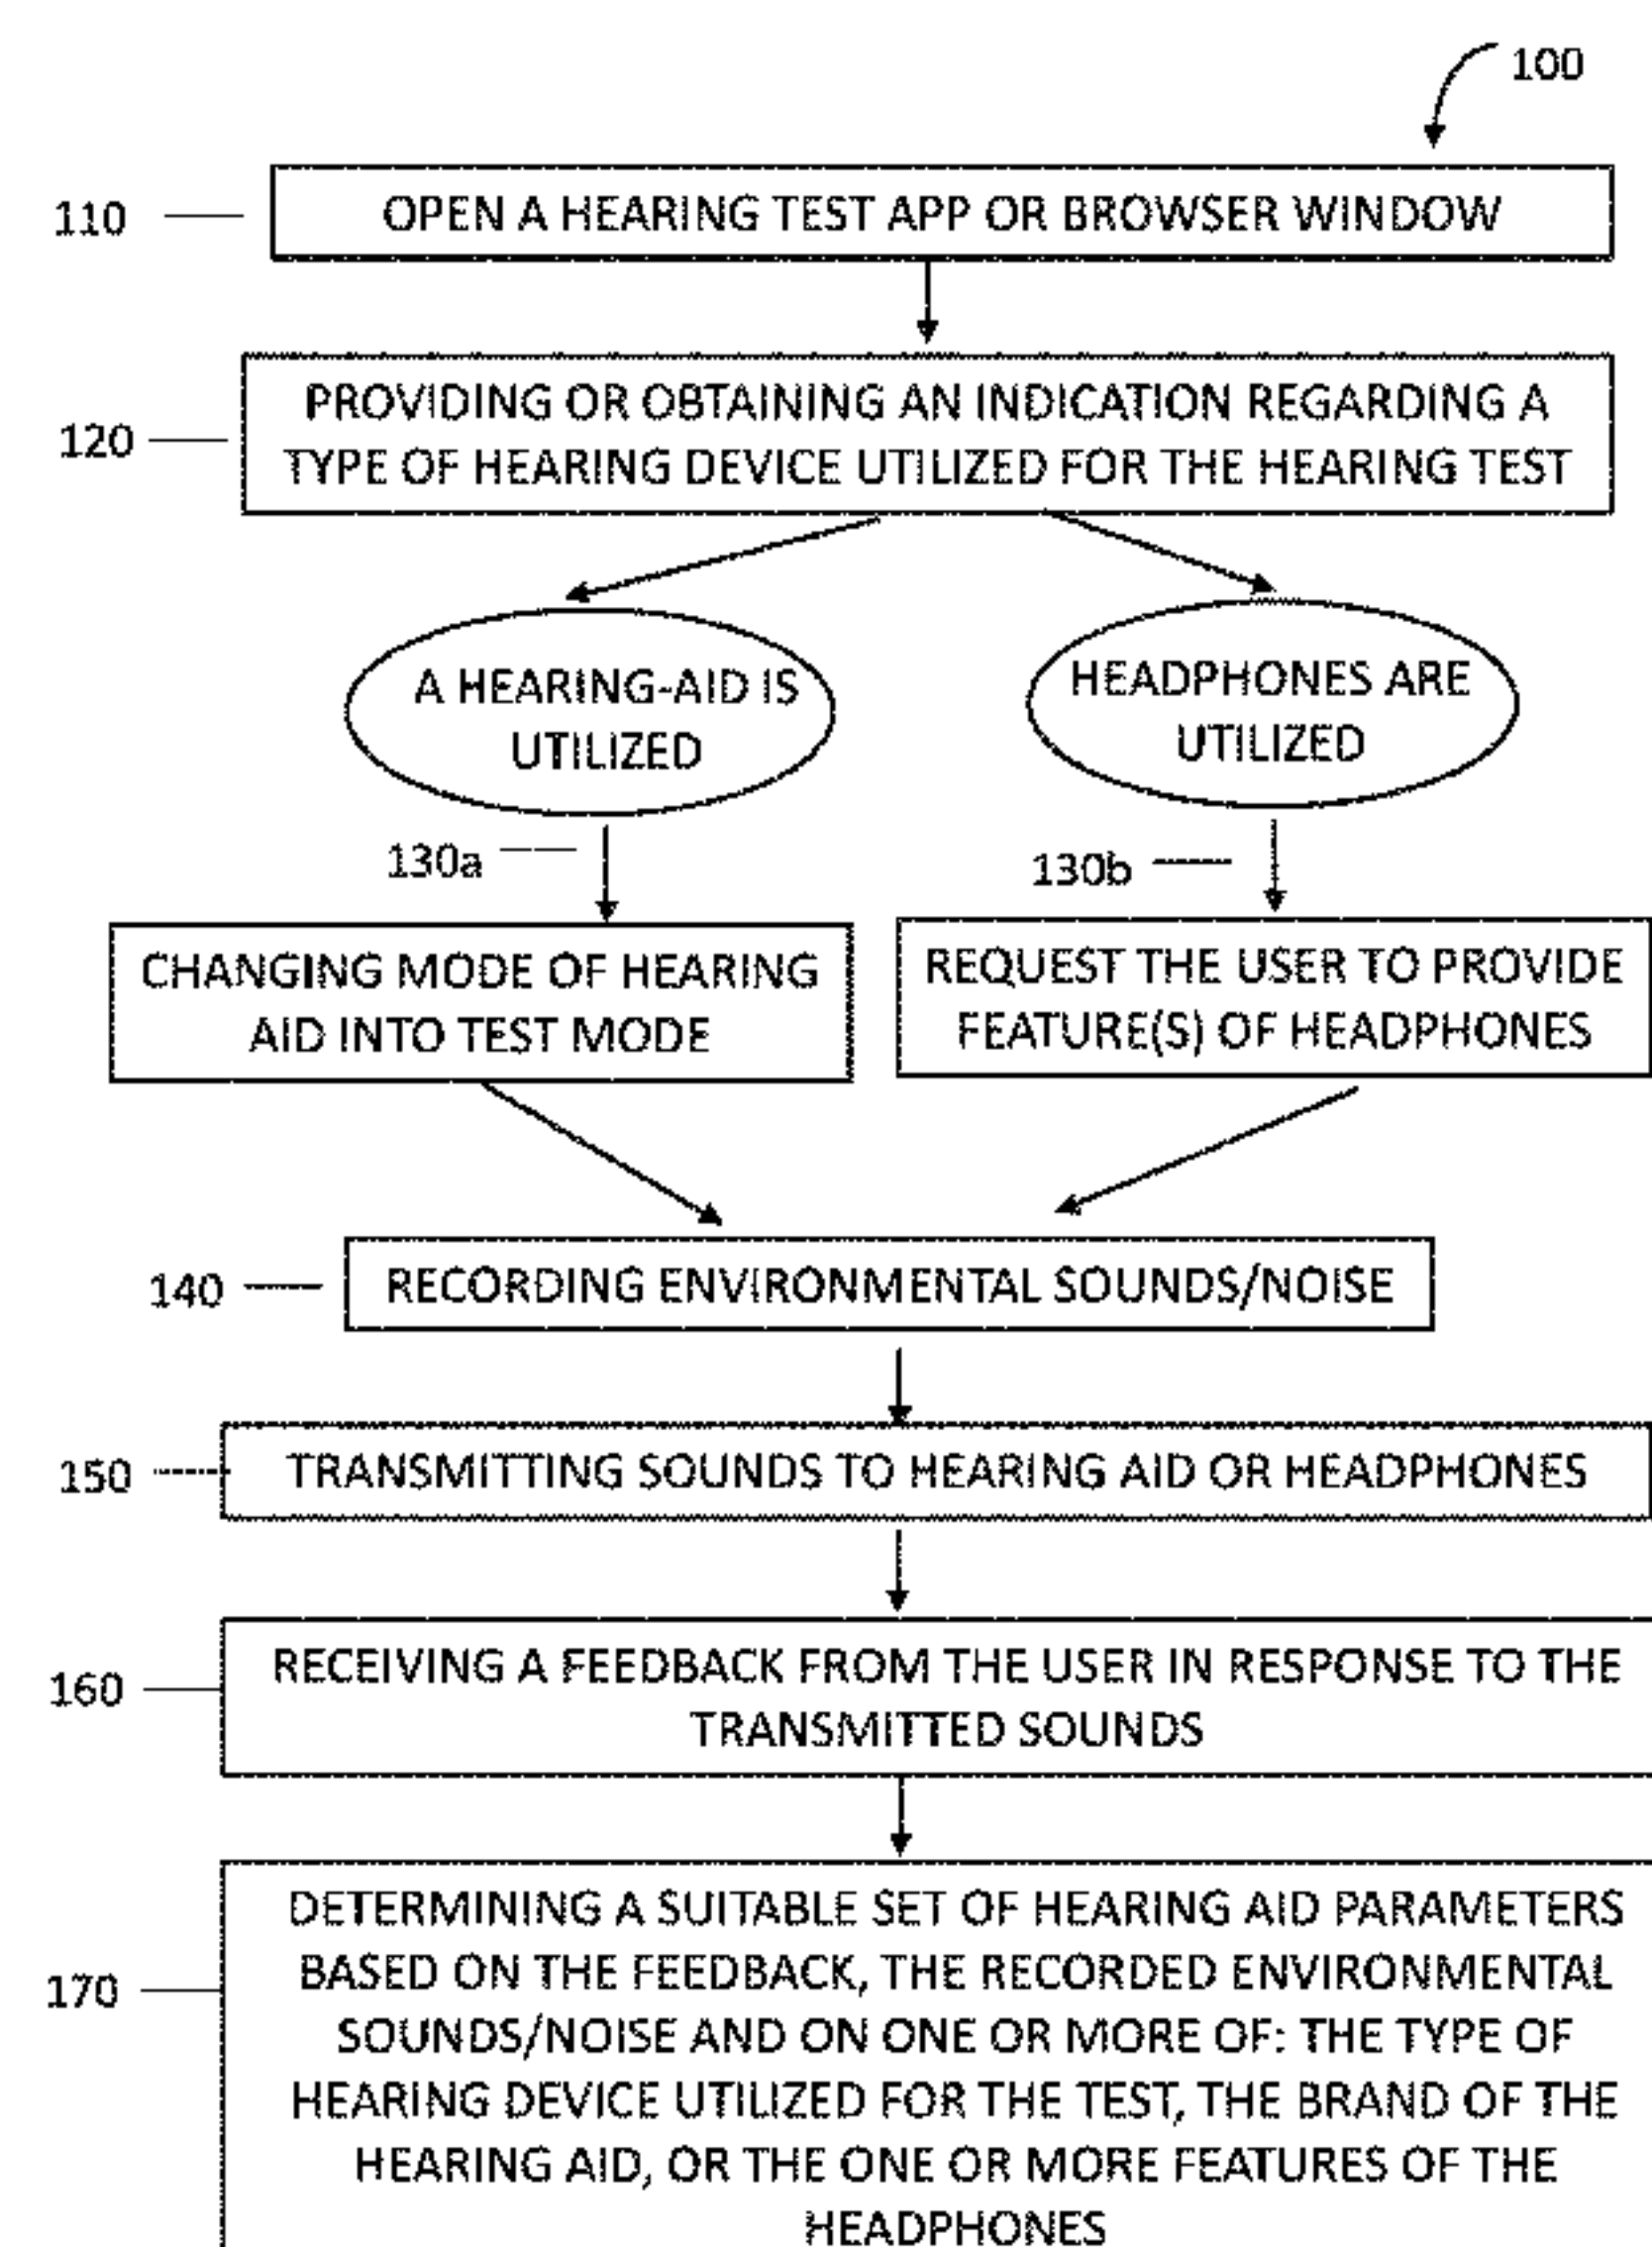 100
110
OPEN A HEARING TEST APP OR BROWSER WINDOW
120
PROVIDING OR OBTAINING AN INDICATION REGARDING A
TYPE OF HEARING DEVICE UTILIZED FOR THE HEARING TEST
A HEARING-AID IS
UTILIZED
HEADPHONES ARE
UTILIZED
130a
130b
CHANGING MODE OF HEARING
AID INTO TEST MODE
REQUEST THE USER TO PROVIDE
FEATURE(S) OF HEADPHONES
140
RECORDING ENVIRONMENTAL SOUNDS/NOISE
150
TRANSMITTING SOUNDS TO HEARING AID OR HEADPHONES
160
RECEIVING A FEEDBACK FROM THE USER IN RESPONSE TO THE
TRANSMITTED SOUNDS
170
DETERMINING A SUITABLE SET OF HEARING AID PARAMETERS
BASED ON THE FEEDBACK, THE RECORDED ENVIRONMENTAL
SOUNDS/NOISE AND ON ONE OR MORE OF: THE TYPE OF
HEARING DEVICE UTILIZED FOR THE TEST, THE BRAND OF THE
HEARING AID, OR THE ONE OR MORE FEATURES OF THE
HEADPHONES